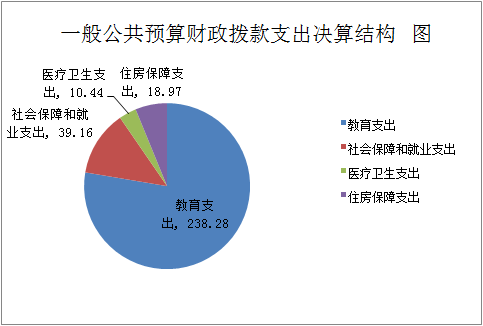 一般公共预算财政拨款支出决算结构 图
医疗卫生支
出, 10.44
住房保障支
出, 18.97
社会保障和就
业支出, 39.16
教育支
出, 238.28
教育支出
社会保障和就业支出
医疗卫生支出
住房保障支出